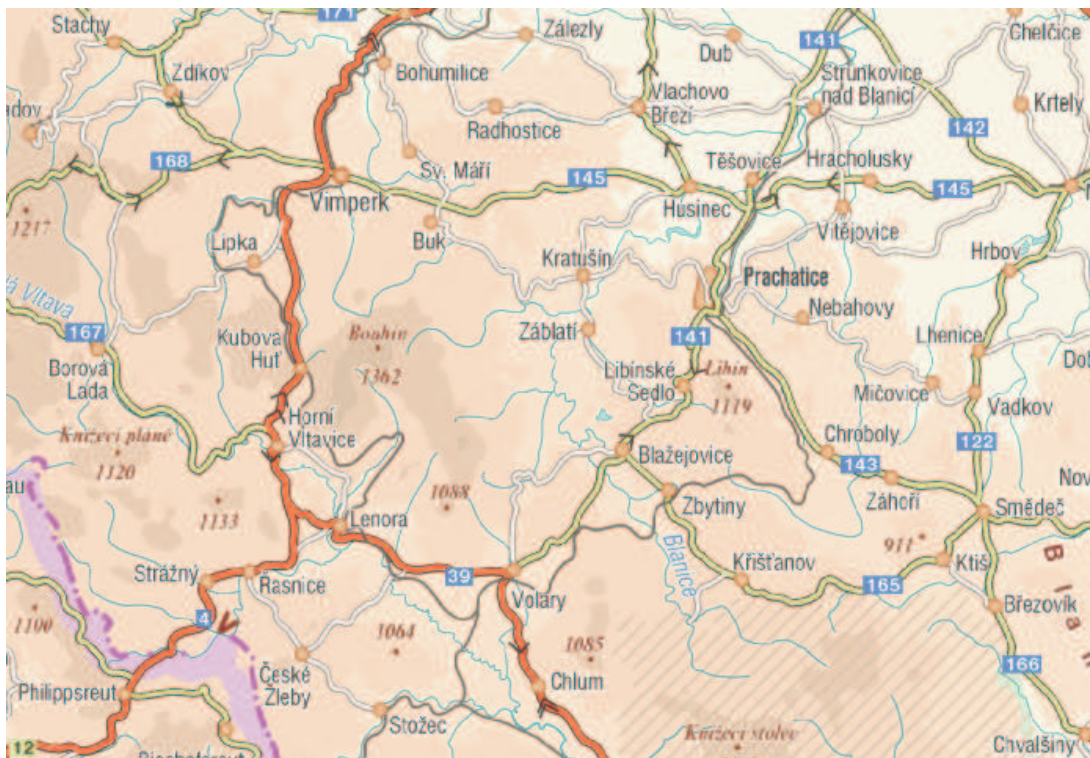 171
Stachy
Zálezly
Dub
141
Chelčice
Zdíkov
Bohumilice
Strunkovice
nad Blanicí
Vlachovo
Březí
Krtely
Radhostice
142
168
Sv. Máří
Těšovice
Hracholusky
145
145
Vimperk
Husinec
1217
Buk
Vitějovice
Lipka
Hrbov
Kratušín
Prachatice
Vltava
Nebahovy
167
Kubova
Huť
Boubín
1362
Záblatí
141
Lhenice
Borová
Lada
Libínské
Sedlo
Libín
1119
Mičovice
Vadkov
Horní
Vltavice
Knížecí pláně
1120
Chroboly
122
Blažejovice
143
Záhoří
1088
Zbytiny
1133
Lenora
Smědeč
911
Blanice
Křišťanov
Ktiš
Strážný
Rasnice
39
165
Volary
Březovík
4
1100
1064
1085
České
Žleby
166
Philippsreut
Chlum
Stožec
Knížecí stolec
12
Chvalšiny